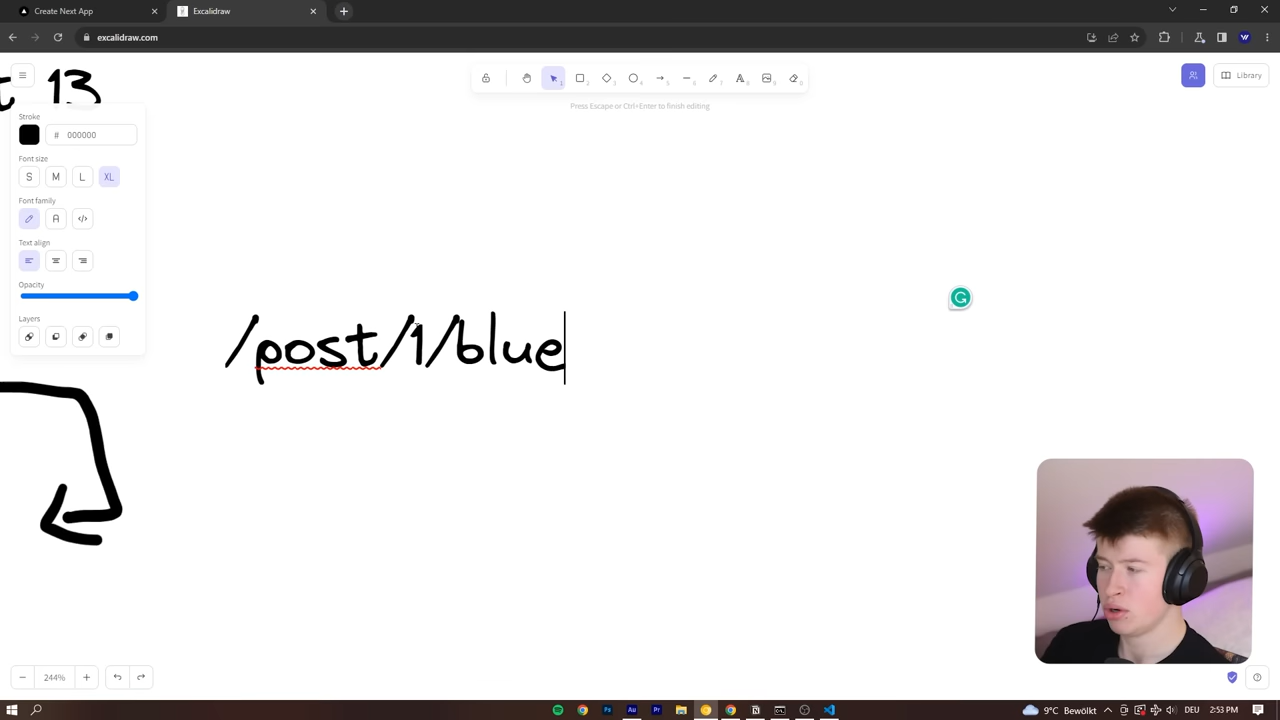 Create Next App
Excalidraw
excalidraw.com
13
Library
Press Escape or Ctrl+Enter to finish editing
Stroke
# 000000
Font size
S M L XL
Font family
A </>
Text align
Opacity
Layers
/post/1/blue
244%
9°C Bewölkt
DEU
2:53 PM